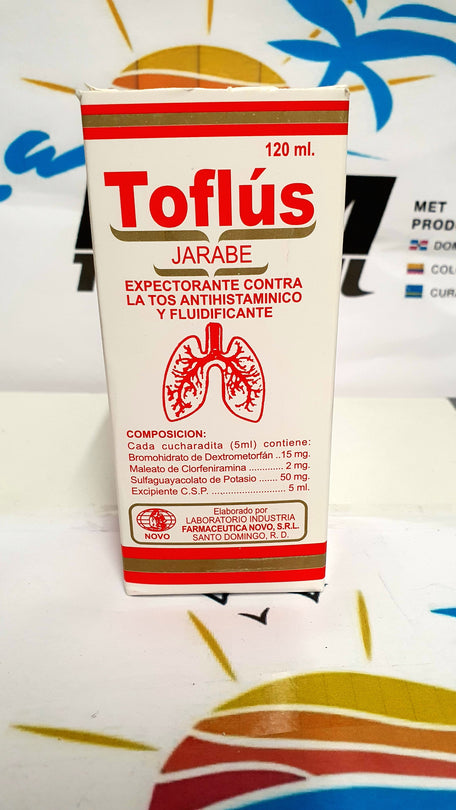 120 ml.
Toflús
JARABE
EXPECTORANTE CONTRA
LA TOS ANTIHISTAMINICO
Y FLUIDIFICANTE
COMPOSICION:
Cada cucharadita (5ml) contiene:
Bromohidrato de Dextrometorfán ..15 mg.
Maleato de Clorfeniramina ............. 2 mg.
Sulfaguayacolato de Potasio ....... 50 mg.
Excipiente C.S.P. ........................... 5 ml.
NOVO
Elaborado por
LABORATORIO INDUSTRIA
FARMACEUTICA NOVO, S.R.L.
SANTO DOMINGO, R. D.
MET
PROD
DOM
COL
CURA